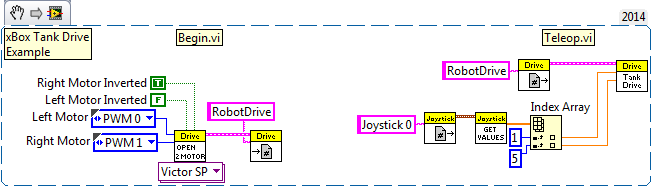 2014
xBox Tank Drive
Example
Begin.vi
Teleop.vi
Right Motor Inverted
T
Left Motor Inverted
F
Left Motor
PWM 0
Right Motor
PWM 1
Drive
OPEN
2 MOTOR
Victor SP
RobotDrive
Drive
#
RobotDrive
Drive
#
Drive
Tank
Drive
Joystick 0
Joystick
#
Joystick
GET
VALUES
Index Array
1
5